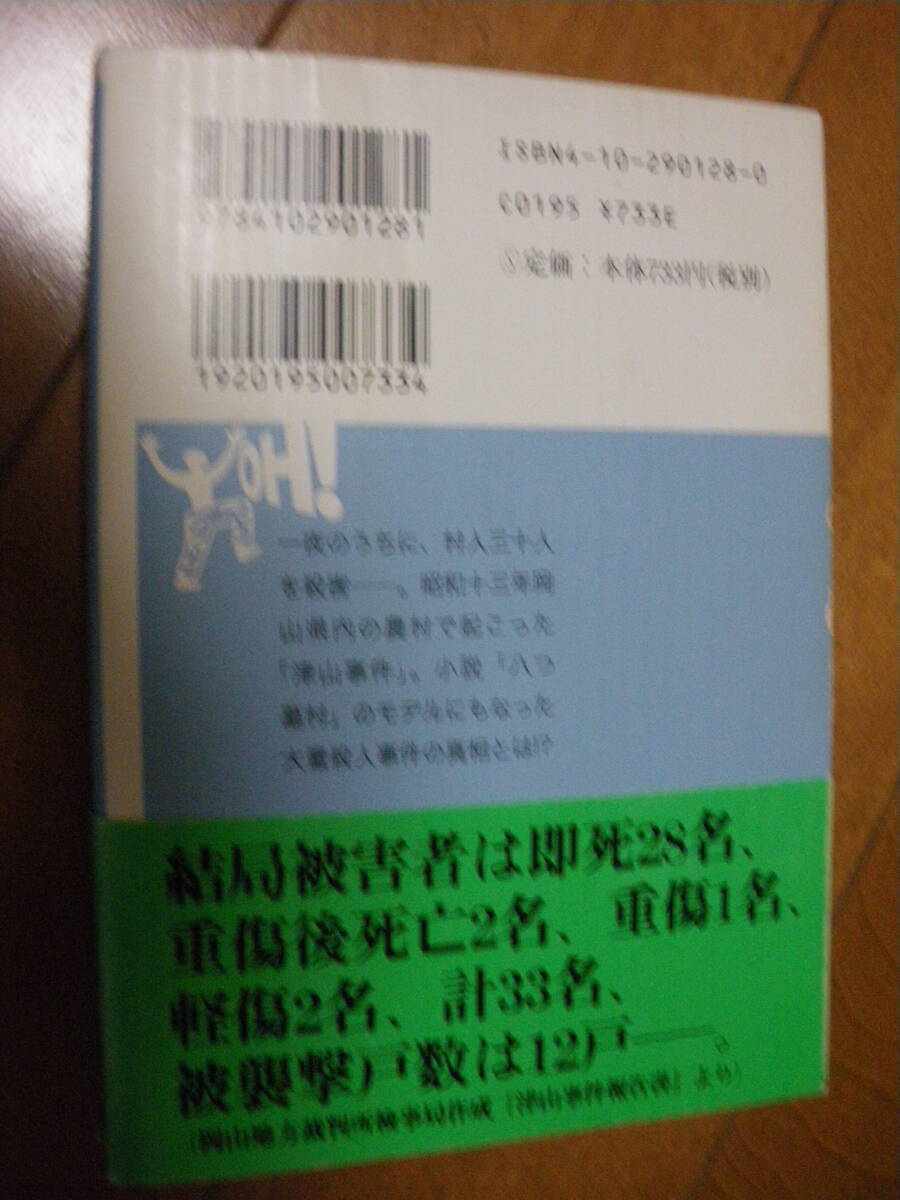 ISBN4-10-290128-0
C0195 ¥733E
定価：本体733円(税別)
9784102901281
1920195007334
OH!
一夜のうちに、村人三十人
を殺害――。昭和十三年岡
山県内の農村で起こった
「津山事件」。小説『八つ
墓村』のモデルにもなった
大量殺人事件の真相とは!?
結局被害者は即死28名、
重傷後死亡2名、重傷1名、
軽傷2名、計33名、
被襲撃戸数は12戸――。
(岡山地方裁判所検事局作成『津山事件報告書』より)